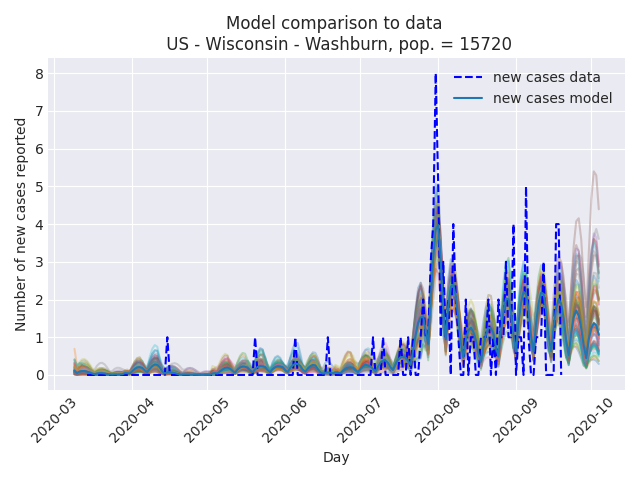 Model comparison to data
US - Wisconsin - Washburn, pop. = 15720
new cases data
new cases model
Number of new cases reported
8
7
6
5
4
3
2
1
0
2020-03
2020-04
2020-05
2020-06
2020-07
2020-08
2020-09
2020-10
Day